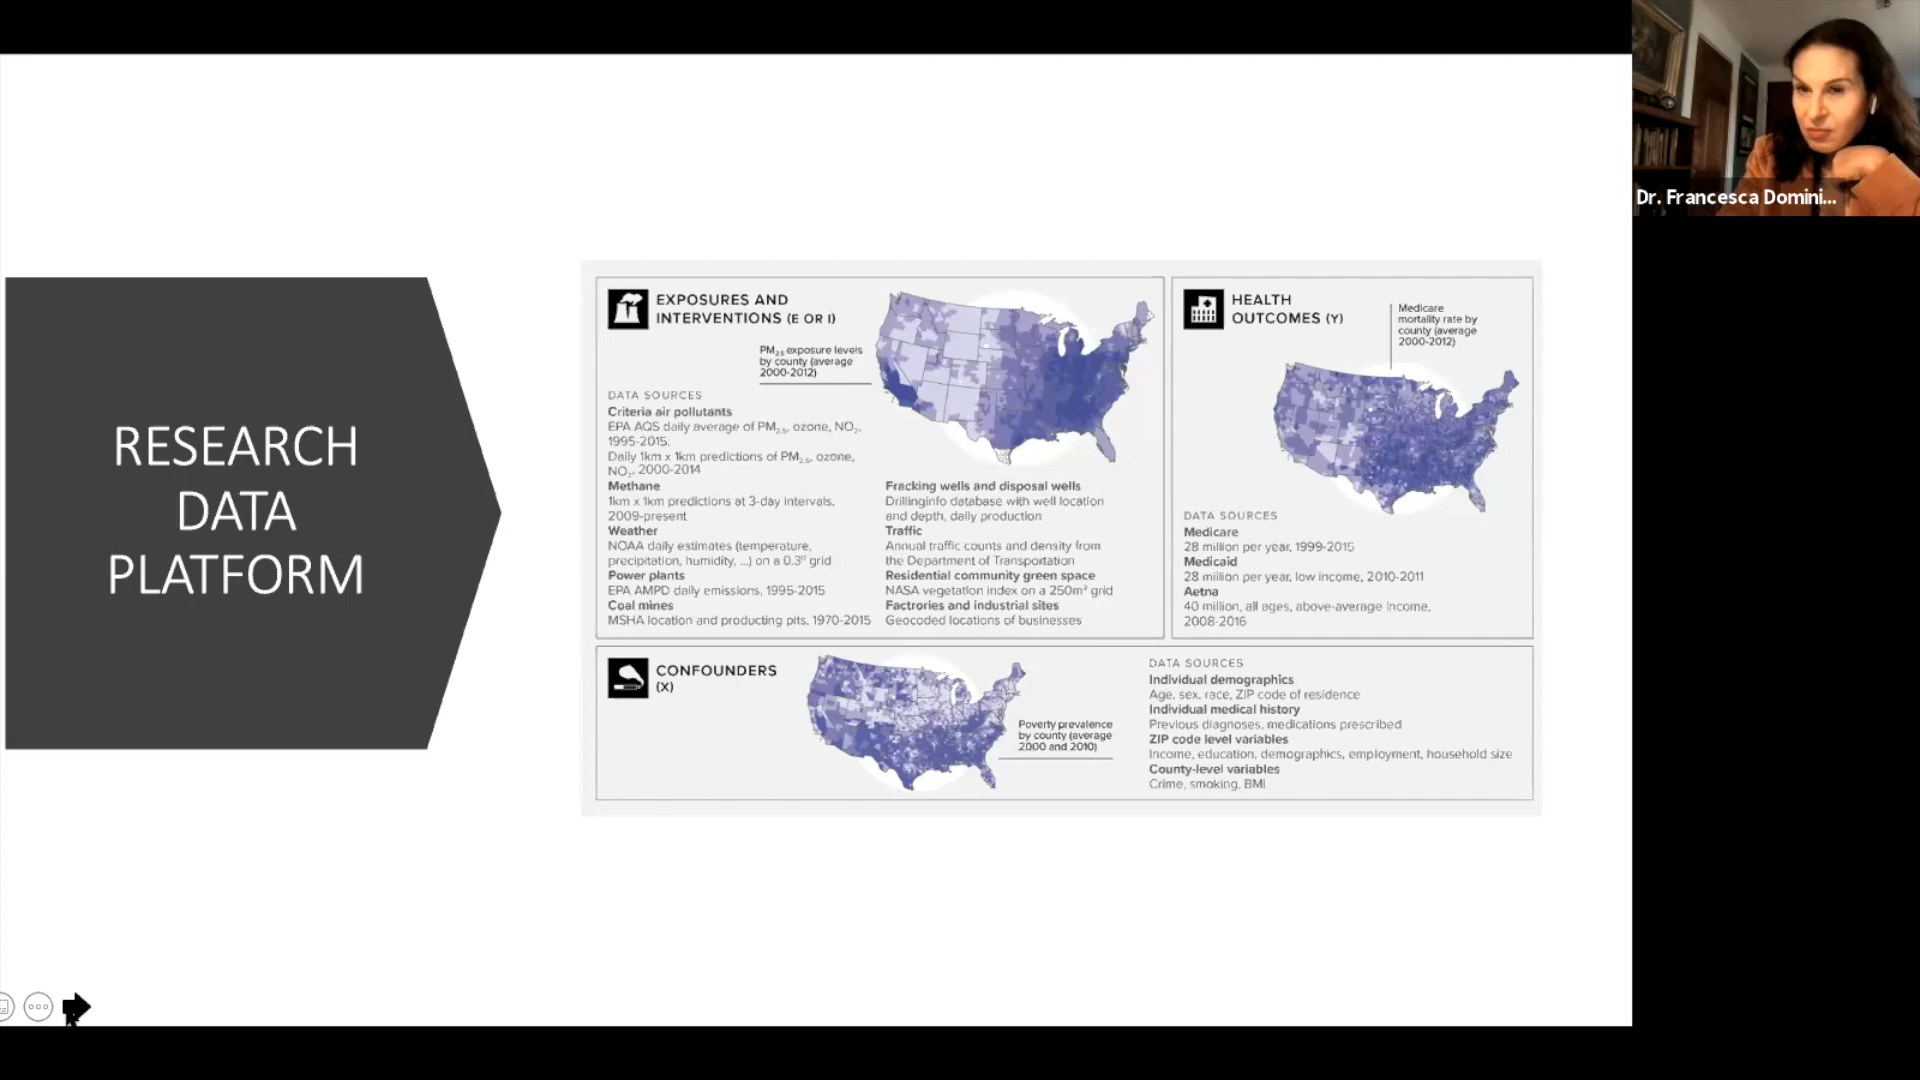 RESEARCH
DATA
PLATFORM
EXPOSURES AND
INTERVENTIONS (E OR I)
PM2.5 exposure levels
by county (average
2000-2012)
DATA SOURCES
Criteria air pollutants
EPA AQS daily average of PM2.5, ozone, NO2,
1995-2015;
Daily 1km x 1km predictions of PM2.5, ozone,
NO2, 2000-2014
Methane
1km x 1km predictions at 3-day intervals,
2009-present
Weather
NOAA daily estimates (temperature,
precipitation, humidity, ...) on a 0.3° grid
Power plants
EPA AMPD daily emissions, 1995-2015
Coal mines
MSHA location and producting pits, 1970-2015
Fracking wells and disposal wells
Drillinginfo database with well location
and depth, daily production
Traffic
Annual traffic counts and density from
the Department of Transportation
Residential community green space
NASA vegetation index on a 250m² grid
Factrories and industrial sites
Geocoded locations of businesses
HEALTH
OUTCOMES (Y)
Medicare
mortality rate by
county (average
2000-2012)
DATA SOURCES
Medicare
28 million per year, 1999-2015
Medicaid
28 million per year, low income, 2010-2011
Aetna
40 million, all ages, above-average income,
2008-2016
CONFOUNDERS
(X)
Poverty prevalence
by county (average
2000 and 2010)
DATA SOURCES
Individual demographics
Age, sex, race, ZIP code of residence
Individual medical history
Previous diagnoses, medications prescribed
ZIP code level variables
Income, education, demographics, employment, household size
County-level variables
Crime, smoking, BMI
Dr. Francesca Domini...